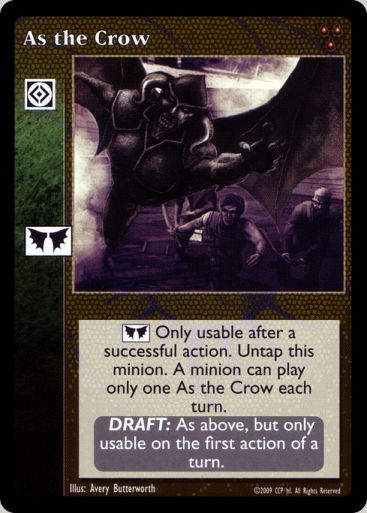 As the Crow
Only usable after a
successful action. Untap this
minion. A minion can play
only one As the Crow each
turn.
DRAFT: As above, but only
usable on the first action of a
turn.
Illus: Avery Butterworth
©2009 CCP hf. All Rights Reserved